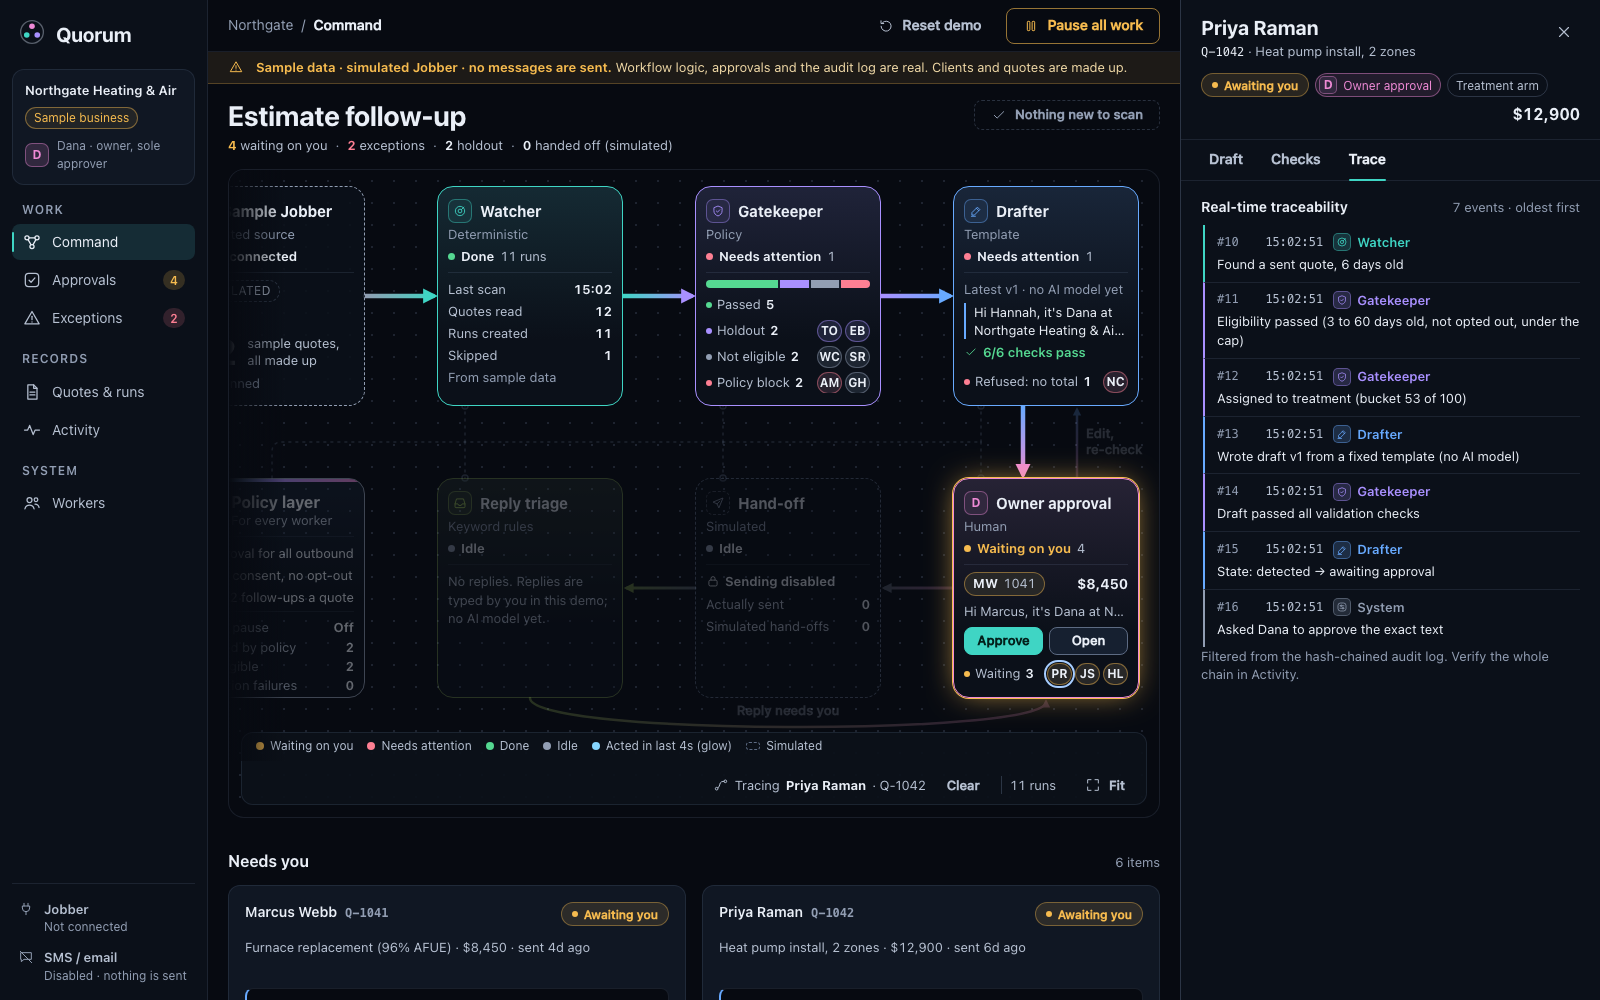 Quorum
Northgate Heating & Air
Sample business
D
Dana · owner, sole
approver
WORK
Command
Approvals
4
Exceptions
2
RECORDS
Quotes & runs
Activity
SYSTEM
Workers
Jobber
Not connected
SMS / email
Disabled · nothing is sent
Northgate / Command
Reset demo
Pause all work
Sample data · simulated Jobber · no messages are sent. Workflow logic, approvals and the audit log are real. Clients and quotes are made up.
Estimate follow-up
Nothing new to scan
4 waiting on you · 2 exceptions · 2 holdout · 0 handed off (simulated)
Jobber
source
sample quotes,
all made up
Watcher
Deterministic
Done 11 runs
Last scan 15:02
Quotes read 12
Runs created 11
Skipped 1
From sample data
Gatekeeper
Policy
Needs attention 1
Passed 5
Holdout 2 TO EB
Not eligible 2 WC SR
Policy block 2 AM GH
Drafter
Template
Needs attention 1
Latest v1 · no AI model yet
Hi Hannah, it's Dana at
Northgate Heating & Ai...
6/6 checks pass
Refused: no total 1 NC
Edit,
re-check
Policy layer
For every worker
for all outbound
consent, no opt-out
follow-ups a quote
Off
by policy 2
2
failures 0
Reply triage
Keyword rules
Idle
No replies. Replies are
typed by you in this demo;
no AI model yet.
Hand-off
Simulated
Idle
Sending disabled
Actually sent 0
Simulated hand-offs 0
D Owner approval
Human
Waiting on you 4
MW 1041 $8,450
Hi Marcus, it's Dana at N...
Approve
Open
Waiting 3 PR JS HL
Reply needs you
Waiting on you
Needs attention
Done
Idle
Acted in last 4s (glow)
Simulated
Tracing Priya Raman · Q-1042
Clear
11 runs
Fit
Needs you
6 items
Marcus Webb Q-1041
Awaiting you
Furnace replacement (96% AFUE) · $8,450 · sent 4d ago
Priya Raman Q-1042
Awaiting you
Heat pump install, 2 zones · $12,900 · sent 6d ago
Priya Raman
Q-1042 · Heat pump install, 2 zones
Awaiting you
D Owner approval
Treatment arm
$12,900
Draft
Checks
Trace
Real-time traceability
7 events · oldest first
#10 15:02:51 Watcher
Found a sent quote, 6 days old
#11 15:02:51 Gatekeeper
Eligibility passed (3 to 60 days old, not opted out, under the
cap)
#12 15:02:51 Gatekeeper
Assigned to treatment (bucket 53 of 100)
#13 15:02:51 Drafter
Wrote draft v1 from a fixed template (no AI model)
#14 15:02:51 Gatekeeper
Draft passed all validation checks
#15 15:02:51 Drafter
State: detected → awaiting approval
#16 15:02:51 System
Asked Dana to approve the exact text
Filtered from the hash-chained audit log. Verify the whole
chain in Activity.